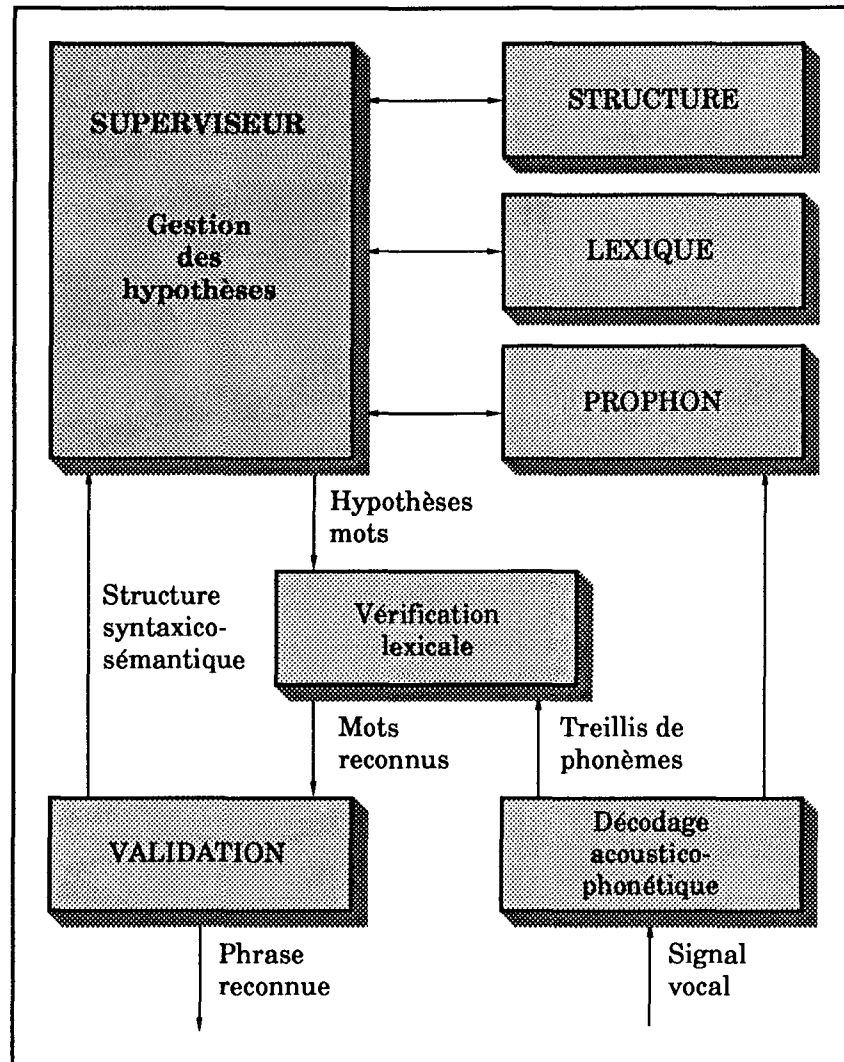 SUPERVISEUR
Gestion
des
hypothèses
STRUCTURE
LEXIQUE
PROPHON
Hypothèses
mots
Structure
syntaxico-
sémantique
Vérification
lexicale
Mots
reconnus
Treillis de
phonèmes
VALIDATION
Décodage
acoustico-
phonétique
Phrase
reconnue
Signal
vocal